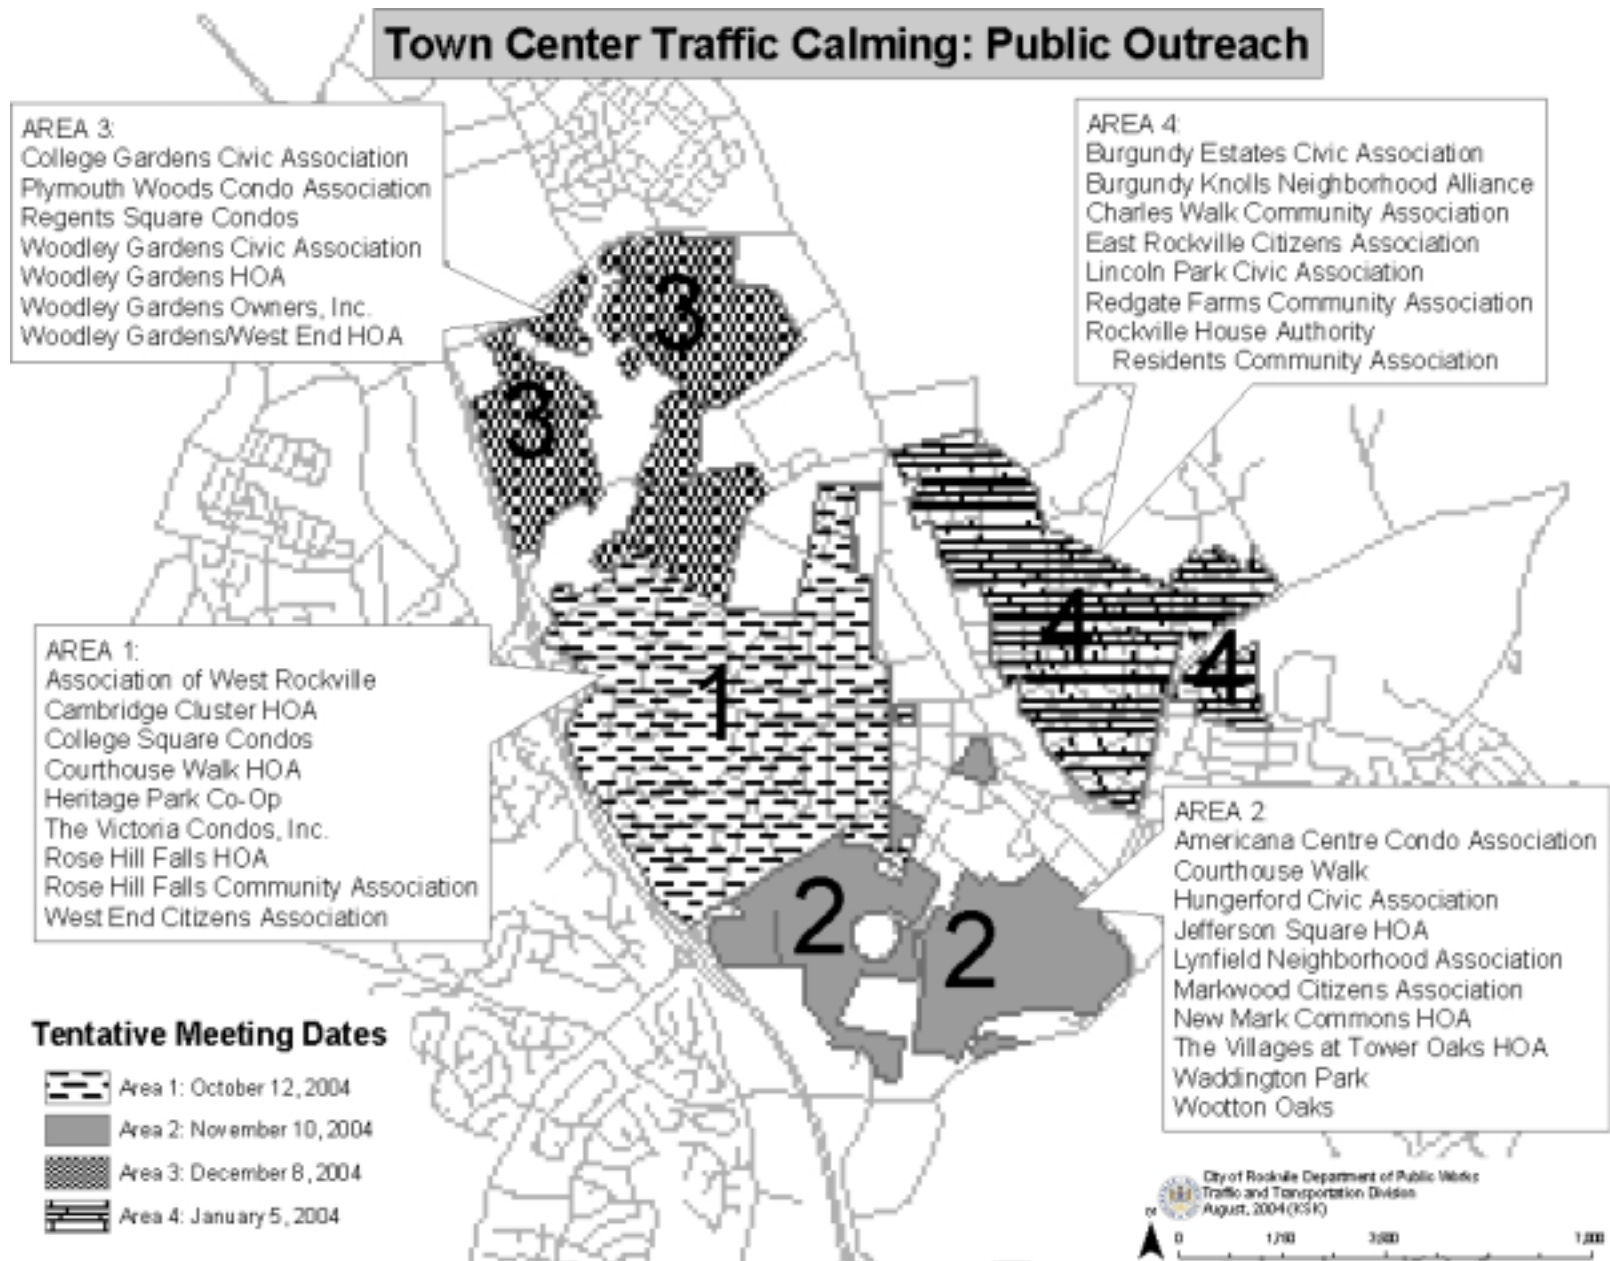 Town Center Traffic Calming: Public Outreach
AREA 3:
College Gardens Civic Association
Plymouth Woods Condo Association
Regents Square Condos
Woodley Gardens Civic Association
Woodley Gardens HOA
Woodley Gardens Owners, Inc.
Woodley Gardens/West End HOA
AREA 4:
Burgundy Estates Civic Association
Burgundy Knolls Neighborhood Alliance
Charles Walk Community Association
East Rockville Citizens Association
Lincoln Park Civic Association
Redgate Farms Community Association
Rockville House Authority
Residents Community Association
3
3
4
4
1
2
2
AREA 1:
Association of West Rockville
Cambridge Cluster HOA
College Square Condos
Courthouse Walk HOA
Heritage Park Co-Op
The Victoria Condos, Inc.
Rose Hill Falls HOA
Rose Hill Falls Community Association
West End Citizens Association
AREA 2
Americana Centre Condo Association
Courthouse Walk
Hungerford Civic Association
Jefferson Square HOA
Lynfield Neighborhood Association
Markwood Citizens Association
New Mark Commons HOA
The Villages at Tower Oaks HOA
Waddington Park
Wootton Oaks
Tentative Meeting Dates
Area 1: October 12, 2004
Area 2: November 10, 2004
Area 3: December 8, 2004
Area 4: January 5, 2004
City of Rockville Department of Public Works
Traffic and Transportation Division
August, 2004 (KSK)
0